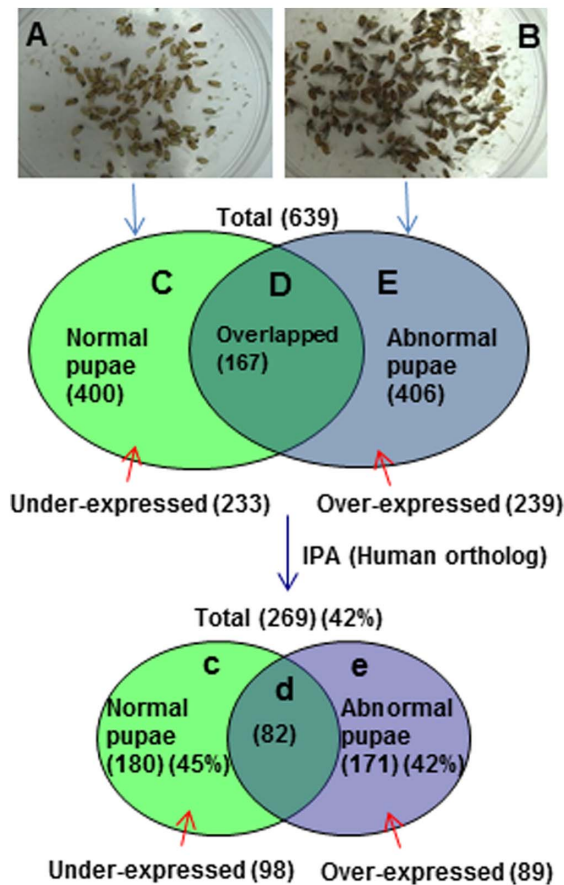 A
B
Total (639)
C
D
E
Normal
pupae
(400)
Overlapped
(167)
Abnormal
pupae
(406)
Under-expressed (233)
Over-expressed (239)
IPA (Human ortholog)
Total (269) (42%)
c
d
e
Normal
pupae
(180) (45%)
(82)
Abnormal
pupae
(171) (42%)
Under-expressed (98)
Over-expressed (89)